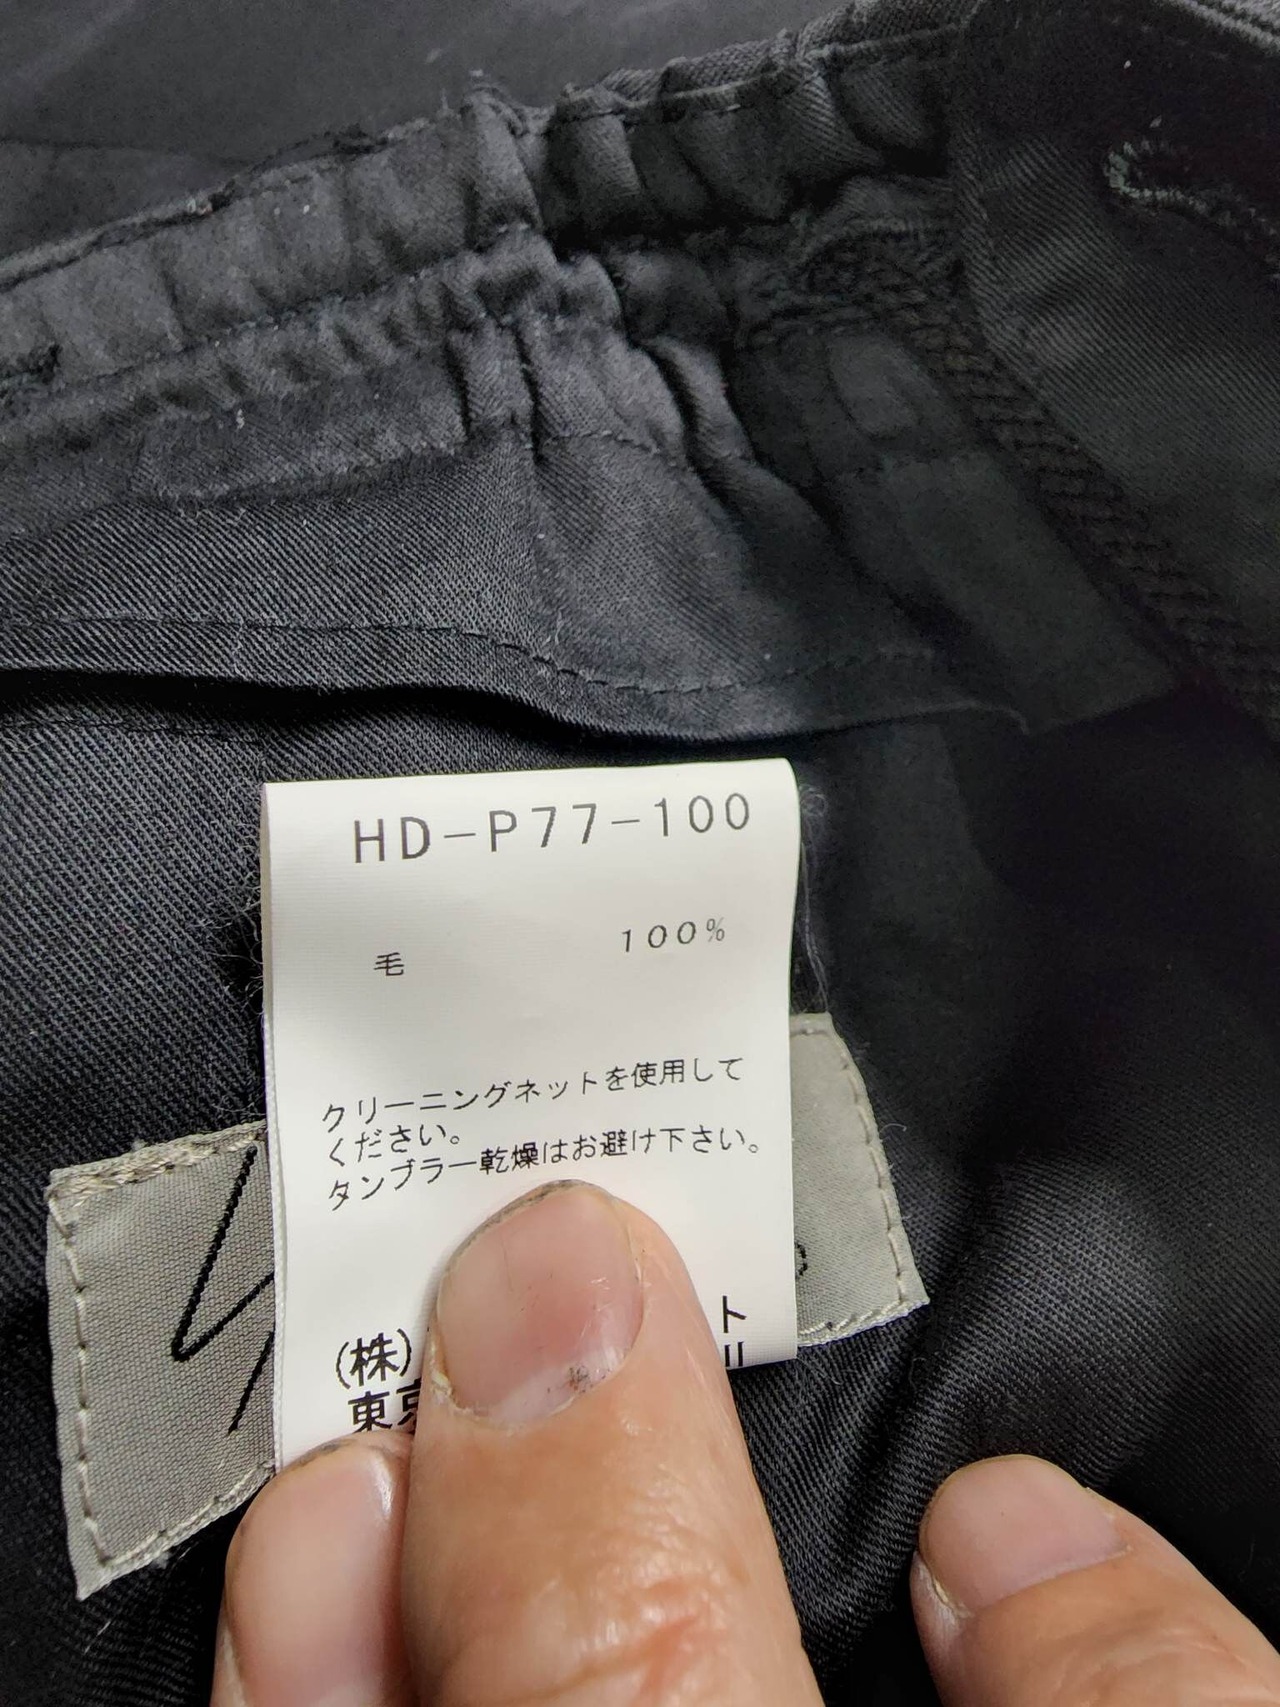 HD-P77-100
毛 100%
クリーニングネットを使用して
ください。
タンブラー乾燥はお避け下さい。
(株)
東京